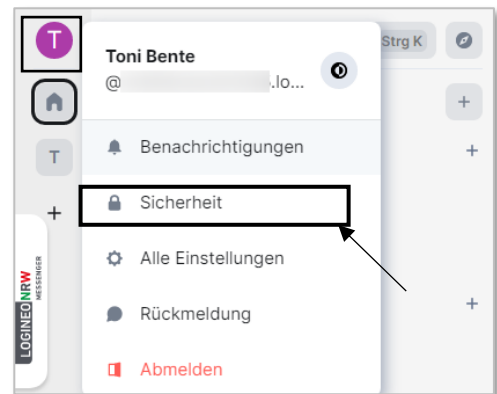 T
Toni Bente
@ .lo...
Strg K
Benachrichtigungen
T
Sicherheit
Alle Einstellungen
Rückmeldung
Abmelden
LOGINEO NRW
MESSENGER